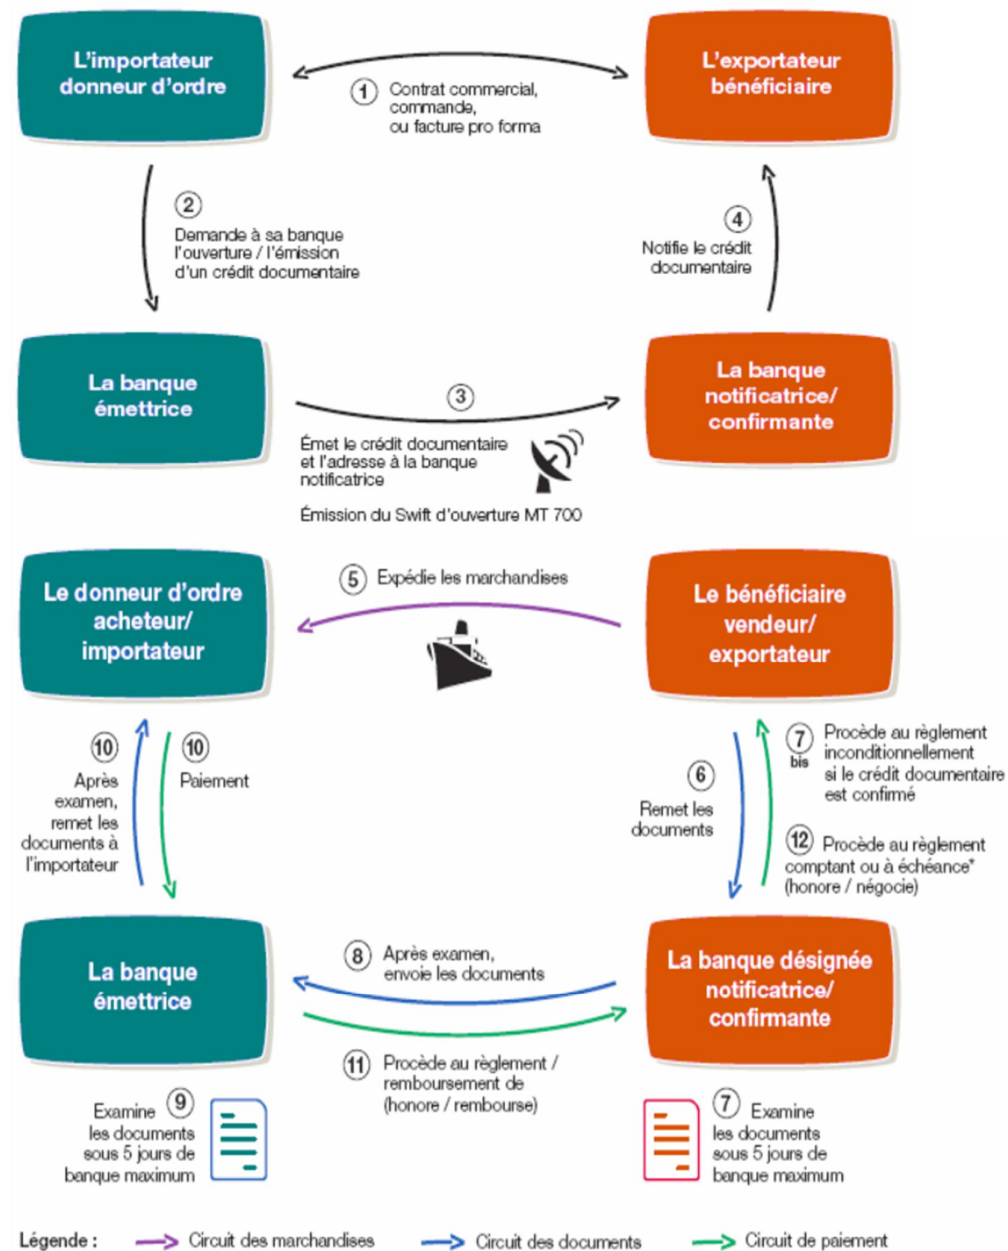 L'importateur
donneur d'ordre
L'exportateur
bénéficiaire
1 Contrat commercial,
commande,
ou facture pro forma
2
Demande à sa banque
l'ouverture / l'émission
d'un crédit documentaire
4
Notifie le crédit
documentaire
La banque
émettrice
La banque
notificatrice/
confirmante
3
Émet le crédit documentaire
et l'adresse à la banque
notificatrice
Émission du Swift d'ouverture MT 700
Le donneur d'ordre
acheteur/
importateur
5 Expédie les marchandises
Le bénéficiaire
vendeur/
exportateur
10
Après
examen,
remet les
documents à
l'importateur
10
Paiement
6
Remet les
documents
7 bis Procède au règlement
inconditionnellement
si le crédit documentaire
est confirmé
12 Procède au règlement
comptant ou à échéance*
(honore / négocie)
La banque
émettrice
8 Après examen,
envoie les documents
La banque désignée
notificatrice/
confirmante
11 Procède au règlement /
remboursement de
(honore / rembourse)
Examine 9
les documents
sous 5 jours de
banque maximum
7 Examine
les documents
sous 5 jours de
banque maximum
Légende : Circuit des marchandises Circuit des documents Circuit de paiement